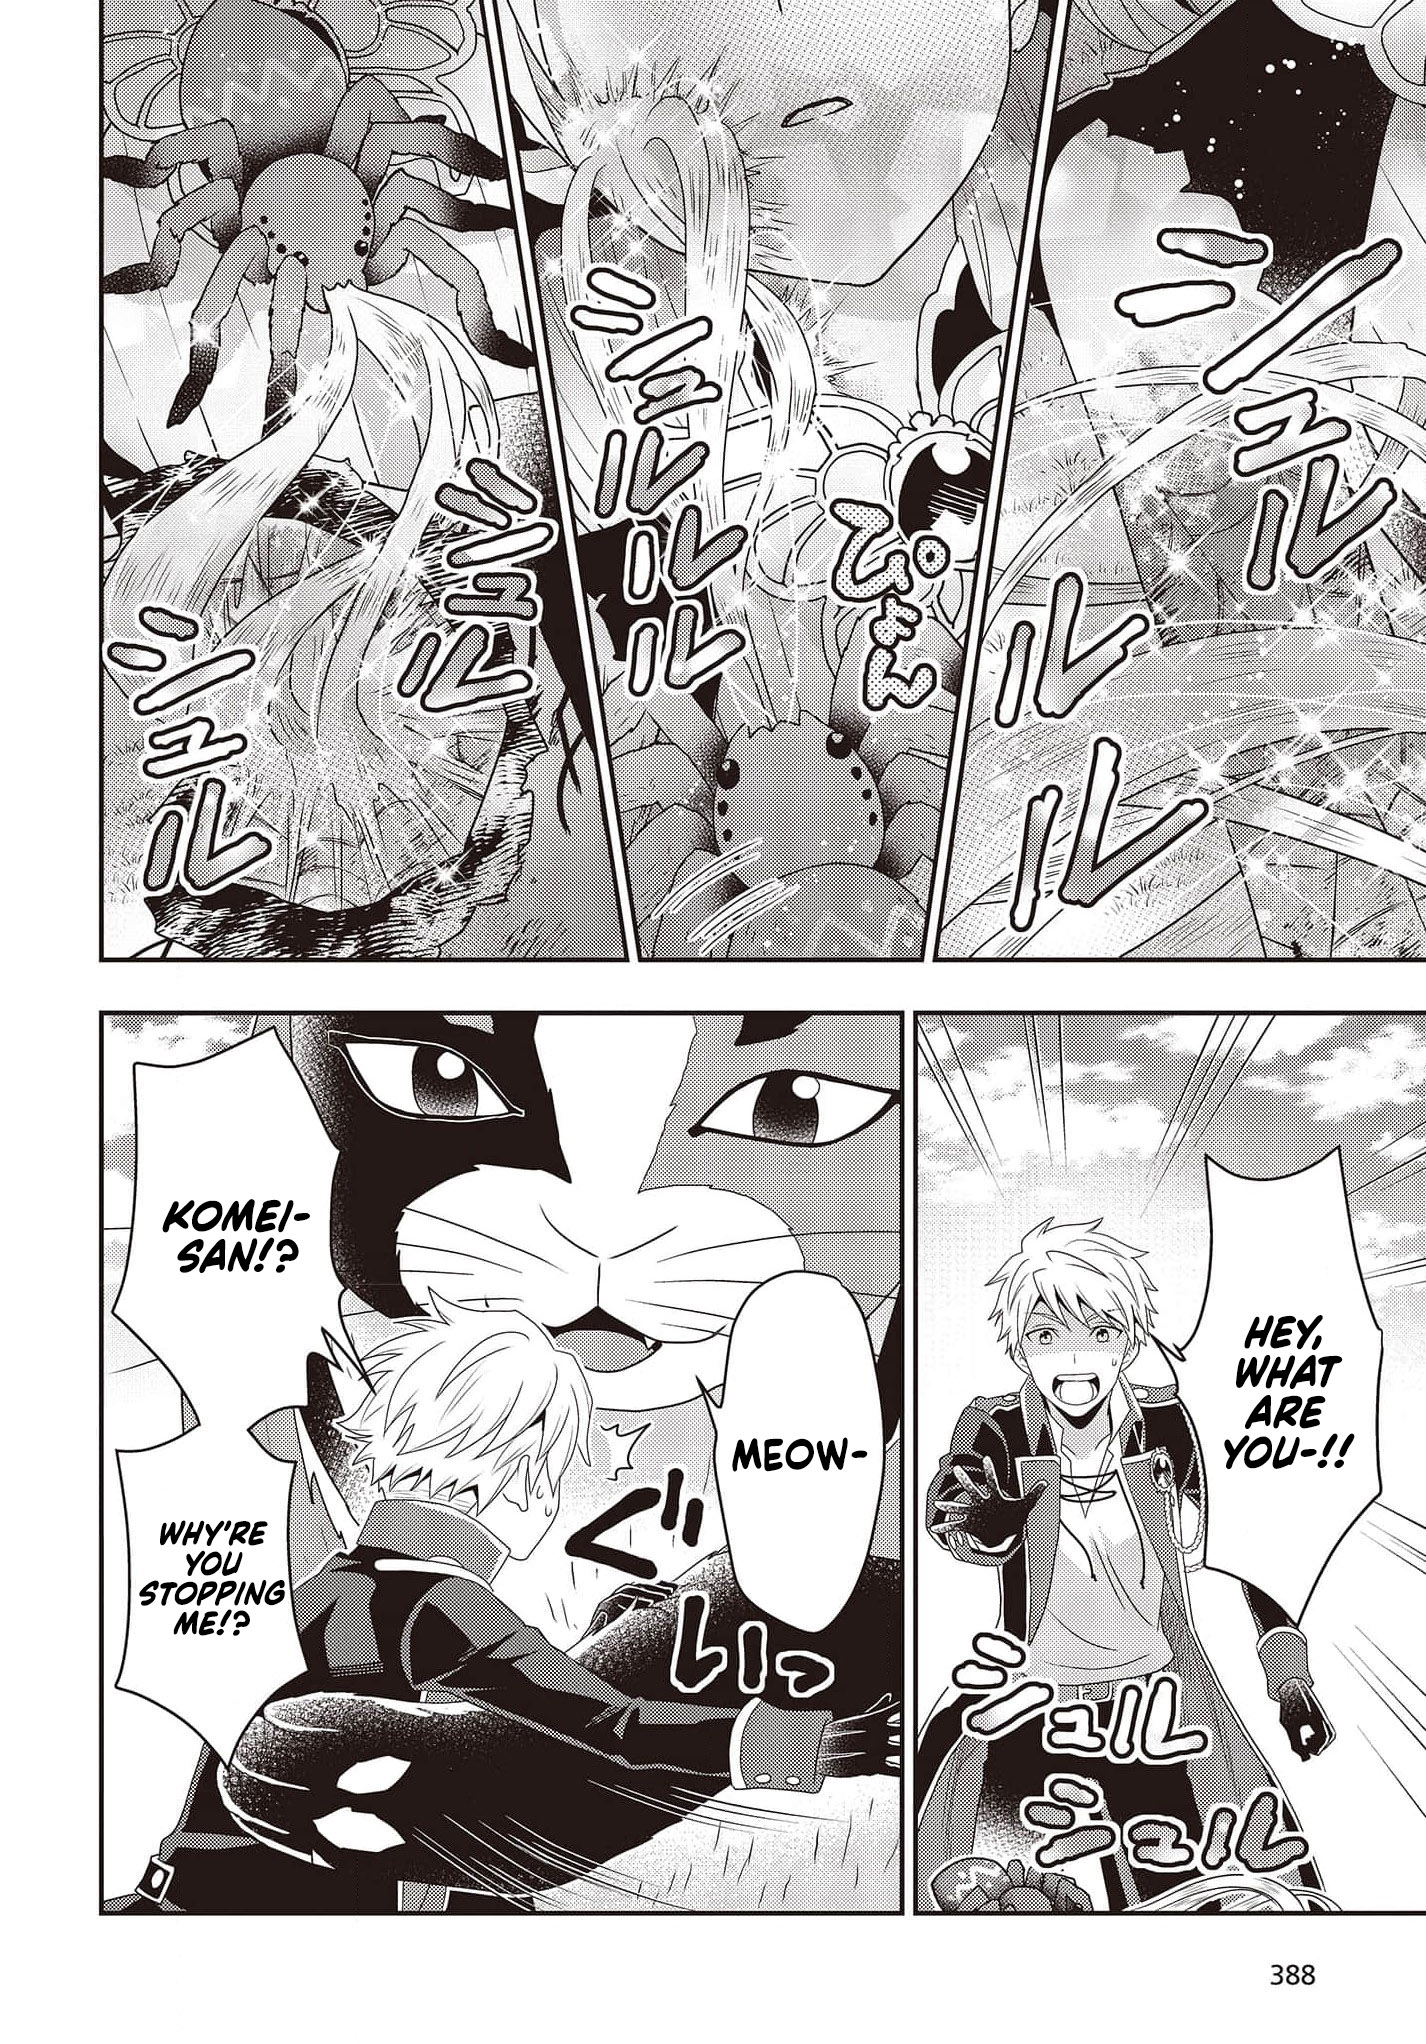 シュル
ルル
ぴょん
シュルルル
シュル
シュル
HEY,
WHAT
ARE
YOU-!!
シュル
シュル
MEOW-
ぐ
いっ
KOMEI-
SAN!?
WHY'RE
YOU
STOPPING
ME!?
388